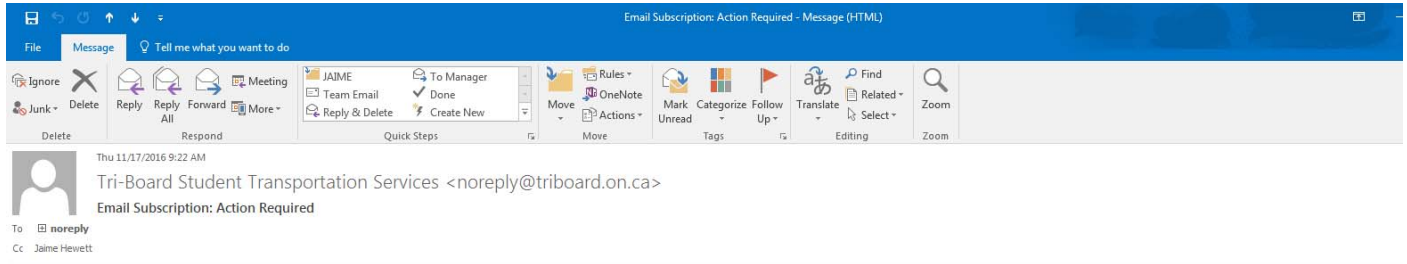 Email Subscription: Action Required - Message (HTML)
File Message Tell me what you want to do
Ignore
Junk
Delete
Reply
Reply All
Forward
Meeting
More
JAIME
Team Email
Reply & Delete
To Manager
Done
Create New
Move
Rules
OneNote
Actions
Mark Unread
Categorize
Follow Up
Translate
Find
Related
Select
Zoom
Delete Respond Quick Steps Move Tags Editing Zoom
Thu 11/17/2016 9:22 AM
Tri-Board Student Transportation Services <noreply@triboard.on.ca>
Email Subscription: Action Required
To noreply
Cc Jaime Hewett